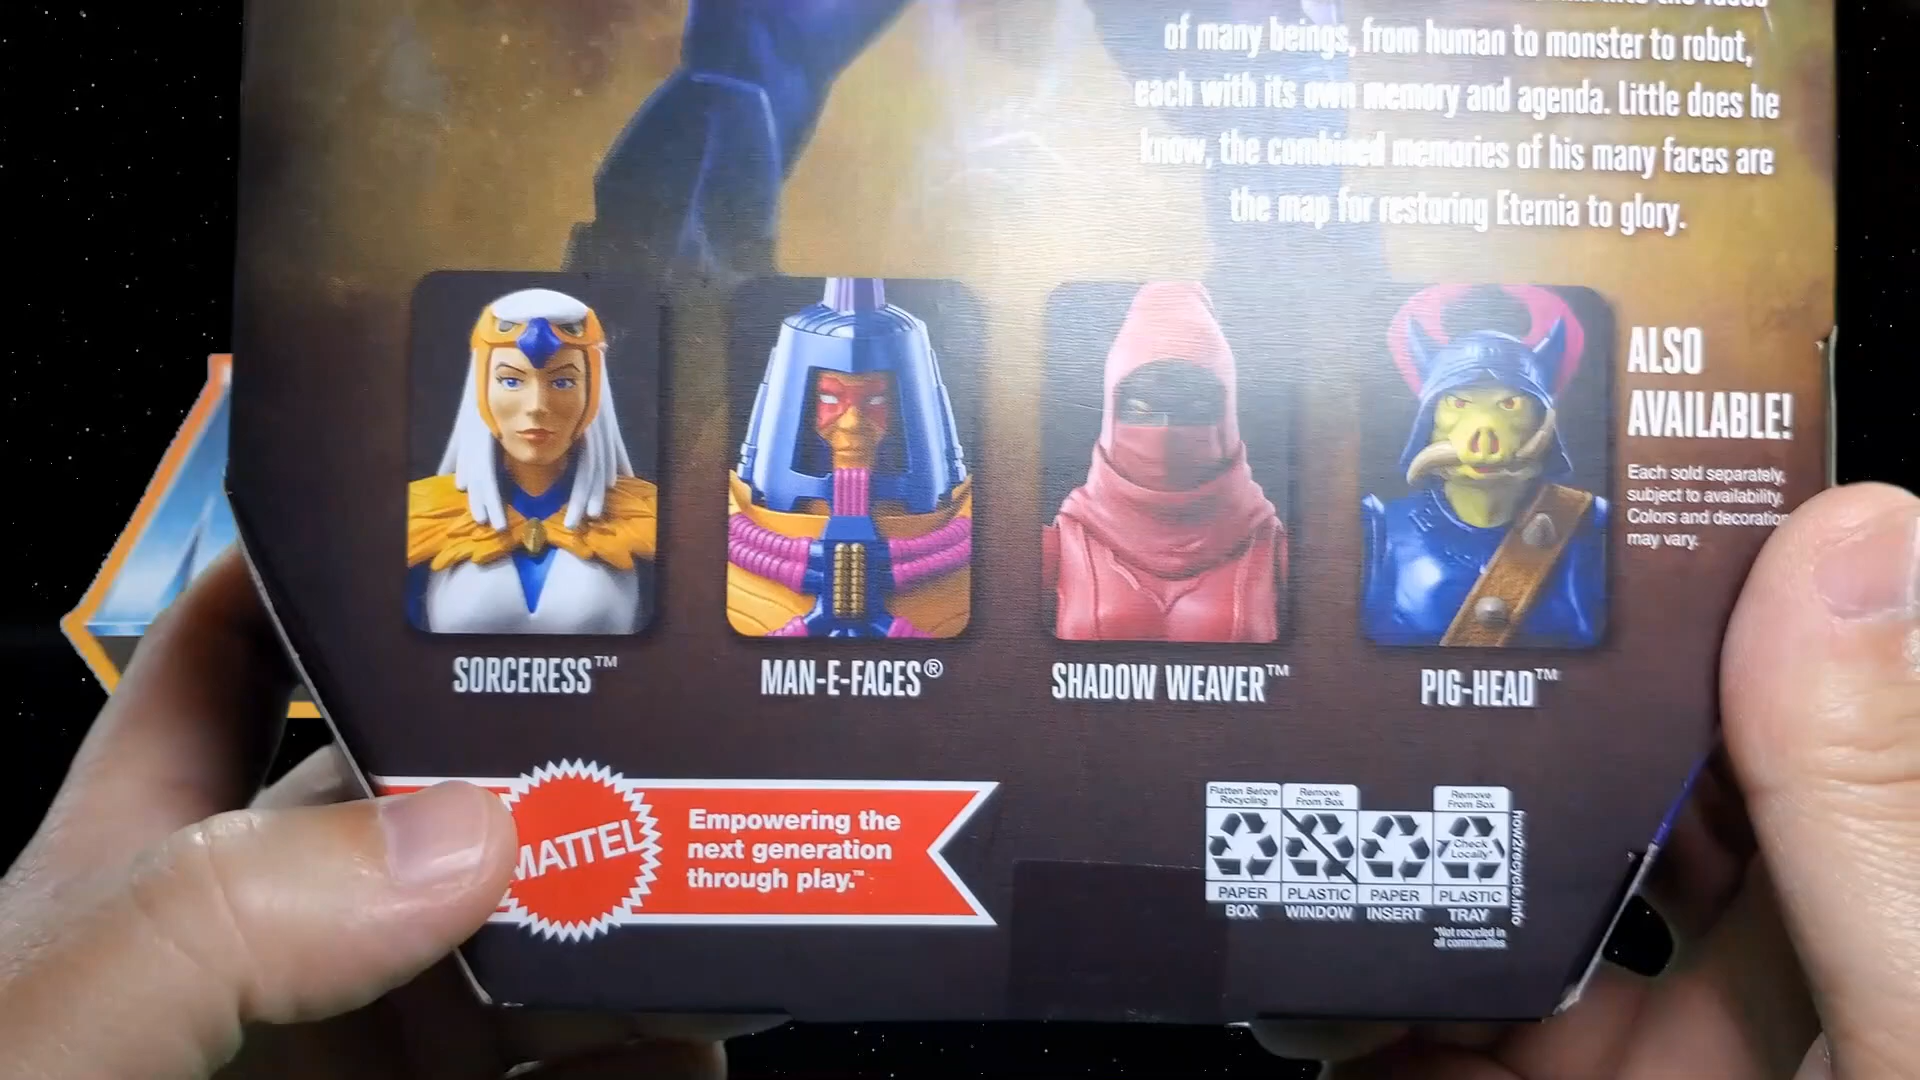 of many beings, from human to monster to robot,
each with its own memory and agenda. Little does he
know, the combined memories of his many faces are
the map for restoring Eternia to glory.
ALSO
AVAILABLE!
Each sold separately,
subject to availability.
Colors and decoration
may vary.
SORCERESS™
MAN-E-FACES®
SHADOW WEAVER™
PIG-HEAD™
MATTEL
Empowering the
next generation
through play.™
Flatten Before
Recycling
Remove
From Box
Remove
From Box
Check
Locally*
PAPER
PLASTIC
PAPER
PLASTIC
BOX
WINDOW
INSERT
TRAY
*Not recycled in
all communities
how2recycle.info